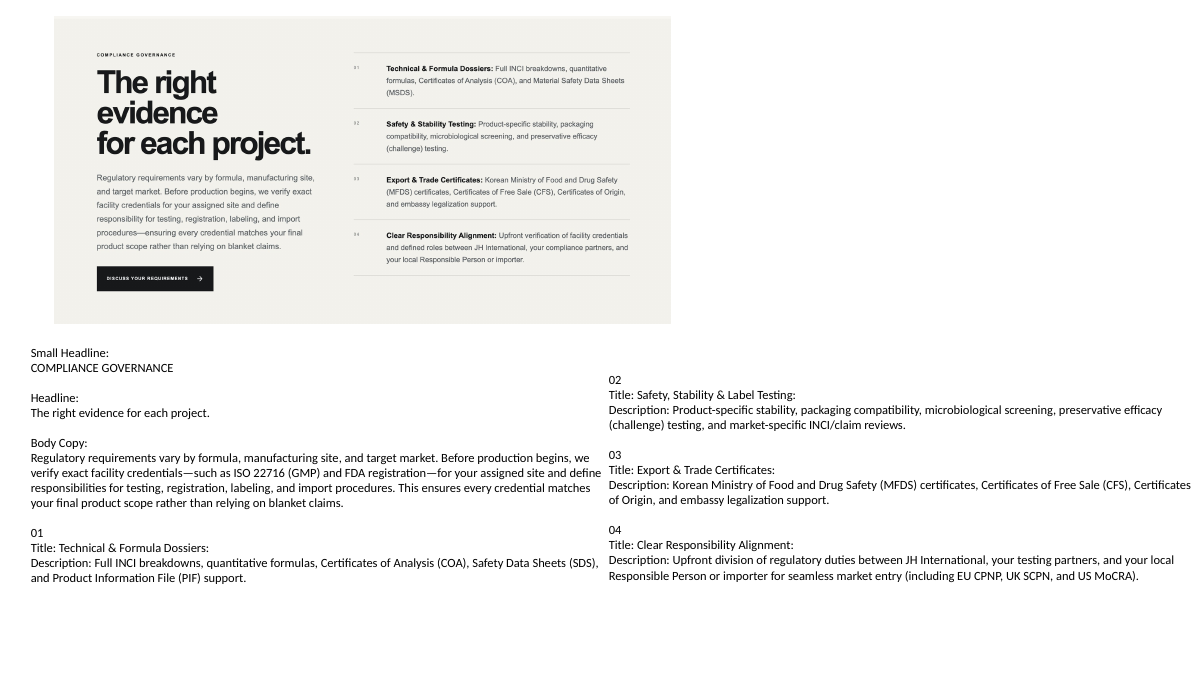 COMPLIANCE GOVERNANCE
The right
evidence
for each project.
Regulatory requirements vary by formula, manufacturing site,
and target market. Before production begins, we verify exact
facility credentials for your assigned site and define
responsibility for testing, registration, labeling, and import
procedures—ensuring every credential matches your final
product scope rather than relying on blanket claims.
DISCUSS YOUR REQUIREMENTS →
01
Technical & Formula Dossiers: Full INCI breakdowns, quantitative
formulas, Certificates of Analysis (COA), and Material Safety Data Sheets
(MSDS).
02
Safety & Stability Testing: Product-specific stability, packaging
compatibility, microbiological screening, and preservative efficacy
(challenge) testing.
03
Export & Trade Certificates: Korean Ministry of Food and Drug Safety
(MFDS) certificates, Certificates of Free Sale (CFS), Certificates of Origin,
and embassy legalization support.
04
Clear Responsibility Alignment: Upfront verification of facility credentials
and defined roles between JH International, your compliance partners, and
your local Responsible Person or importer.
Small Headline:
COMPLIANCE GOVERNANCE
Headline:
The right evidence for each project.
Body Copy:
Regulatory requirements vary by formula, manufacturing site, and target market. Before production begins, we
verify exact facility credentials—such as ISO 22716 (GMP) and FDA registration—for your assigned site and define
responsibilities for testing, registration, labeling, and import procedures. This ensures every credential matches
your final product scope rather than relying on blanket claims.
01
Title: Technical & Formula Dossiers:
Description: Full INCI breakdowns, quantitative formulas, Certificates of Analysis (COA), Safety Data Sheets (SDS),
and Product Information File (PIF) support.
02
Title: Safety, Stability & Label Testing:
Description: Product-specific stability, packaging compatibility, microbiological screening, preservative efficacy
(challenge) testing, and market-specific INCI/claim reviews.
03
Title: Export & Trade Certificates:
Description: Korean Ministry of Food and Drug Safety (MFDS) certificates, Certificates of Free Sale (CFS), Certificates
of Origin, and embassy legalization support.
04
Title: Clear Responsibility Alignment:
Description: Upfront division of regulatory duties between JH International, your testing partners, and your local
Responsible Person or importer for seamless market entry (including EU CPNP, UK SCPN, and US MoCRA).